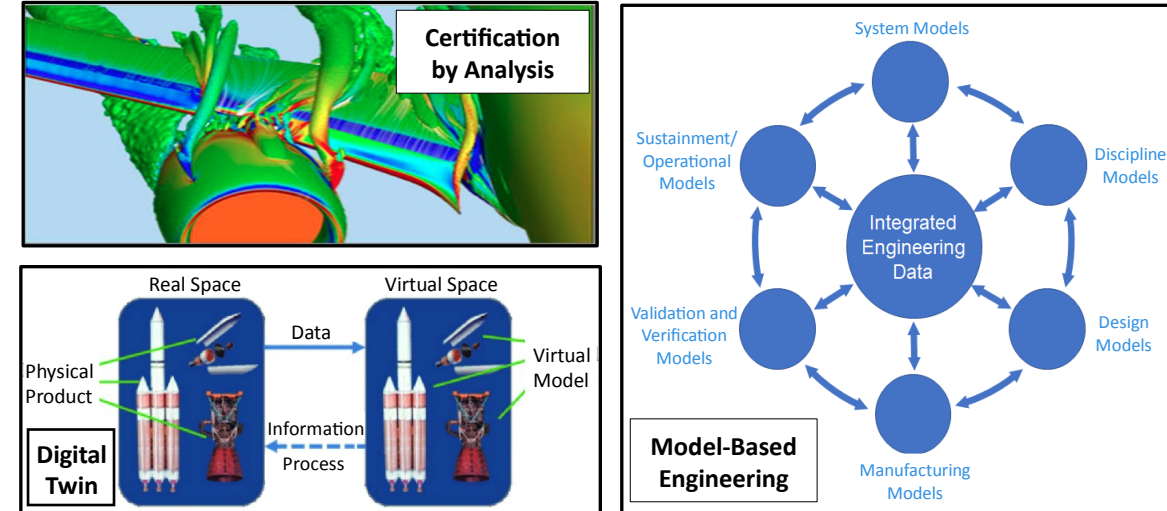 Certification
by Analysis
Real Space
Virtual Space
Data
Physical
Product
Virtual
Model
Information
Process
Digital
Twin
System Models
Sustainment/
Operational
Models
Discipline
Models
Integrated
Engineering
Data
Validation and
Verification
Models
Design
Models
Manufacturing
Models
Model-Based
Engineering